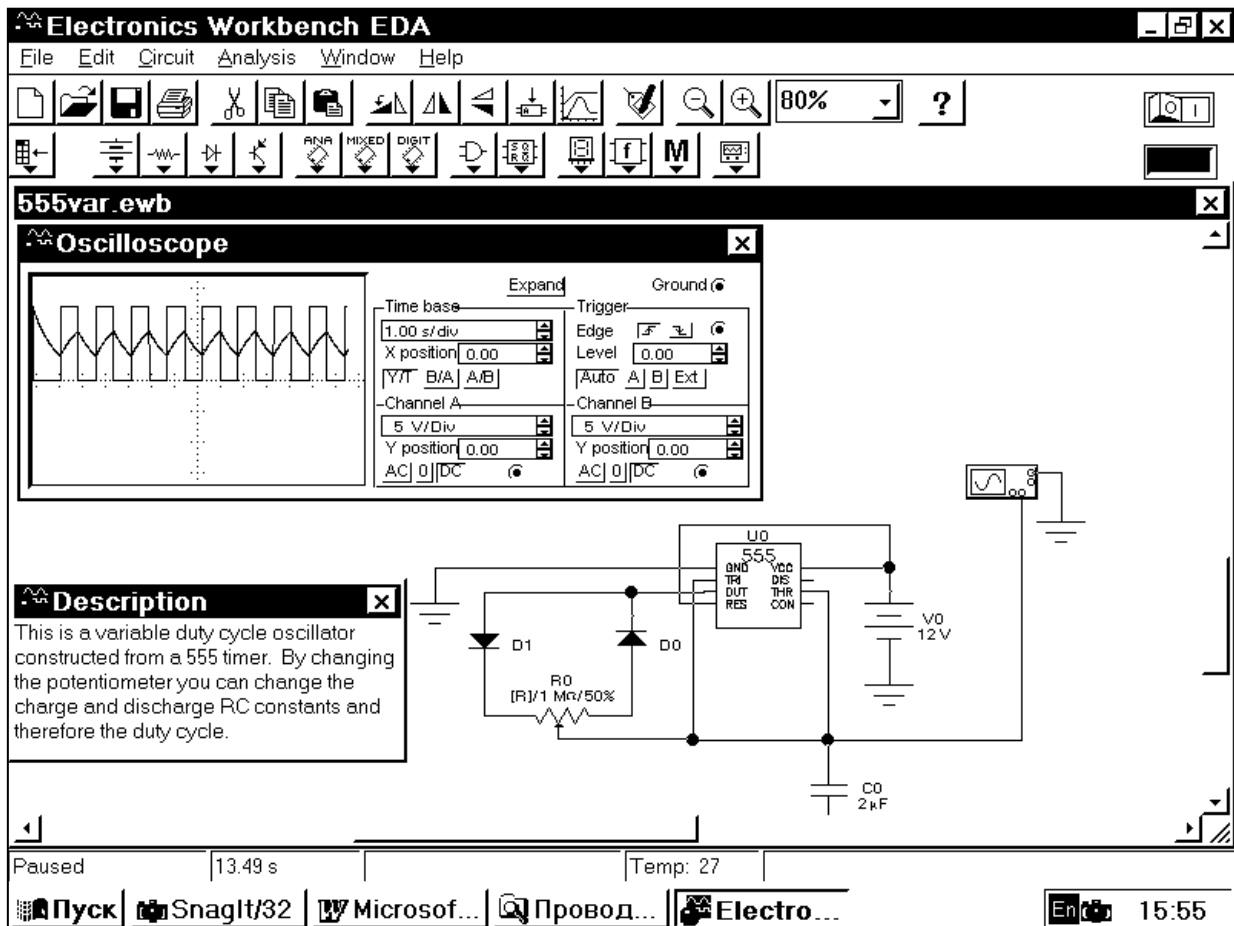 Electronics Workbench EDA
File Edit Circuit Analysis Window Help
80% ?
ANA MIXED DIGIT
f M
555var.ewb
Oscilloscope
Expand Ground
Time base Trigger
1.00 s/div Edge
X position 0.00 Level 0.00
Y/T B/A A/B Auto A B Ext
Channel A Channel B
5 V/Div 5 V/Div
Y position 0.00 Y position 0.00
AC 0 DC AC 0 DC
U0
555
GND VCC
TRI DIS
OUT THR
RES CON
V0
12V
D1 D0
R0
[R]/1 MΩ/50%
C0
2µF
Description
This is a variable duty cycle oscillator
constructed from a 555 timer. By changing
the potentiometer you can change the
charge and discharge RC constants and
therefore the duty cycle.
Paused 13.49 s Temp: 27
Пуск SnagIt/32 Microsof... Провод... Electro... En 15:55